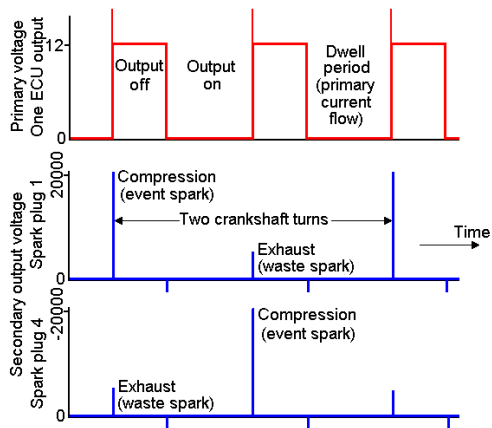 Primary voltage
One ECU output
12
0
Output
off
Output
on
Dwell
period
(primary
current
flow)
Secondary output voltage
Spark plug 1
20000
0
Compression
(event spark)
Two crankshaft turns
Exhaust
(waste spark)
Time
Spark plug 4
-20000
0
Compression
(event spark)
Exhaust
(waste spark)